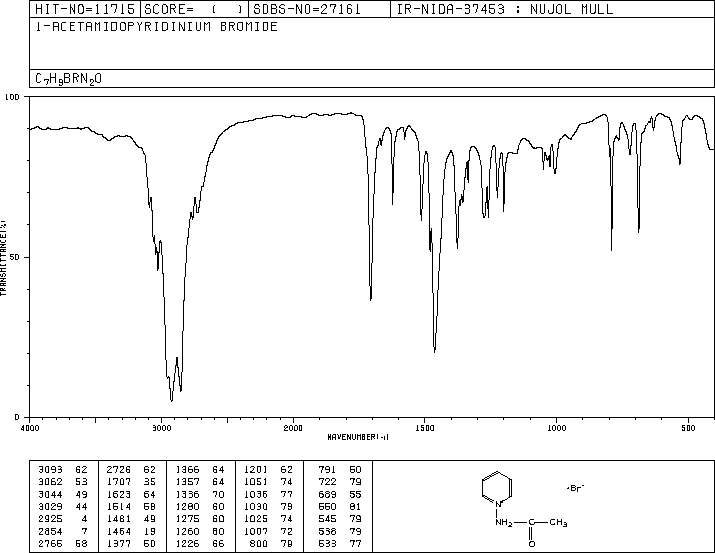 HIT-NO=11715 SCORE= ( ) SDBS-NO=27161 IR-NIDA-37453 : NUJOL MULL
1-ACETAMIDOPYRIDINIUM BROMIDE
C7H9BRN2O
100
50
0
TRANSMITTANCE(%)
4000 3000 2000 1500 1000 500
WAVENUMBER(-1)
3093 62 2726 62 1366 64 1201 62 791 50
3062 53 1707 35 1357 64 1051 74 722 79
3044 49 1623 64 1336 70 1036 77 689 55
3029 44 1514 58 1280 60 1030 79 550 81
2925 4 1481 49 1275 60 1025 74 545 79
2854 7 1464 19 1260 60 1007 72 538 79
2765 58 1377 50 1226 66 800 79 533 77
N+
·Br-
NH2 C CH3
O